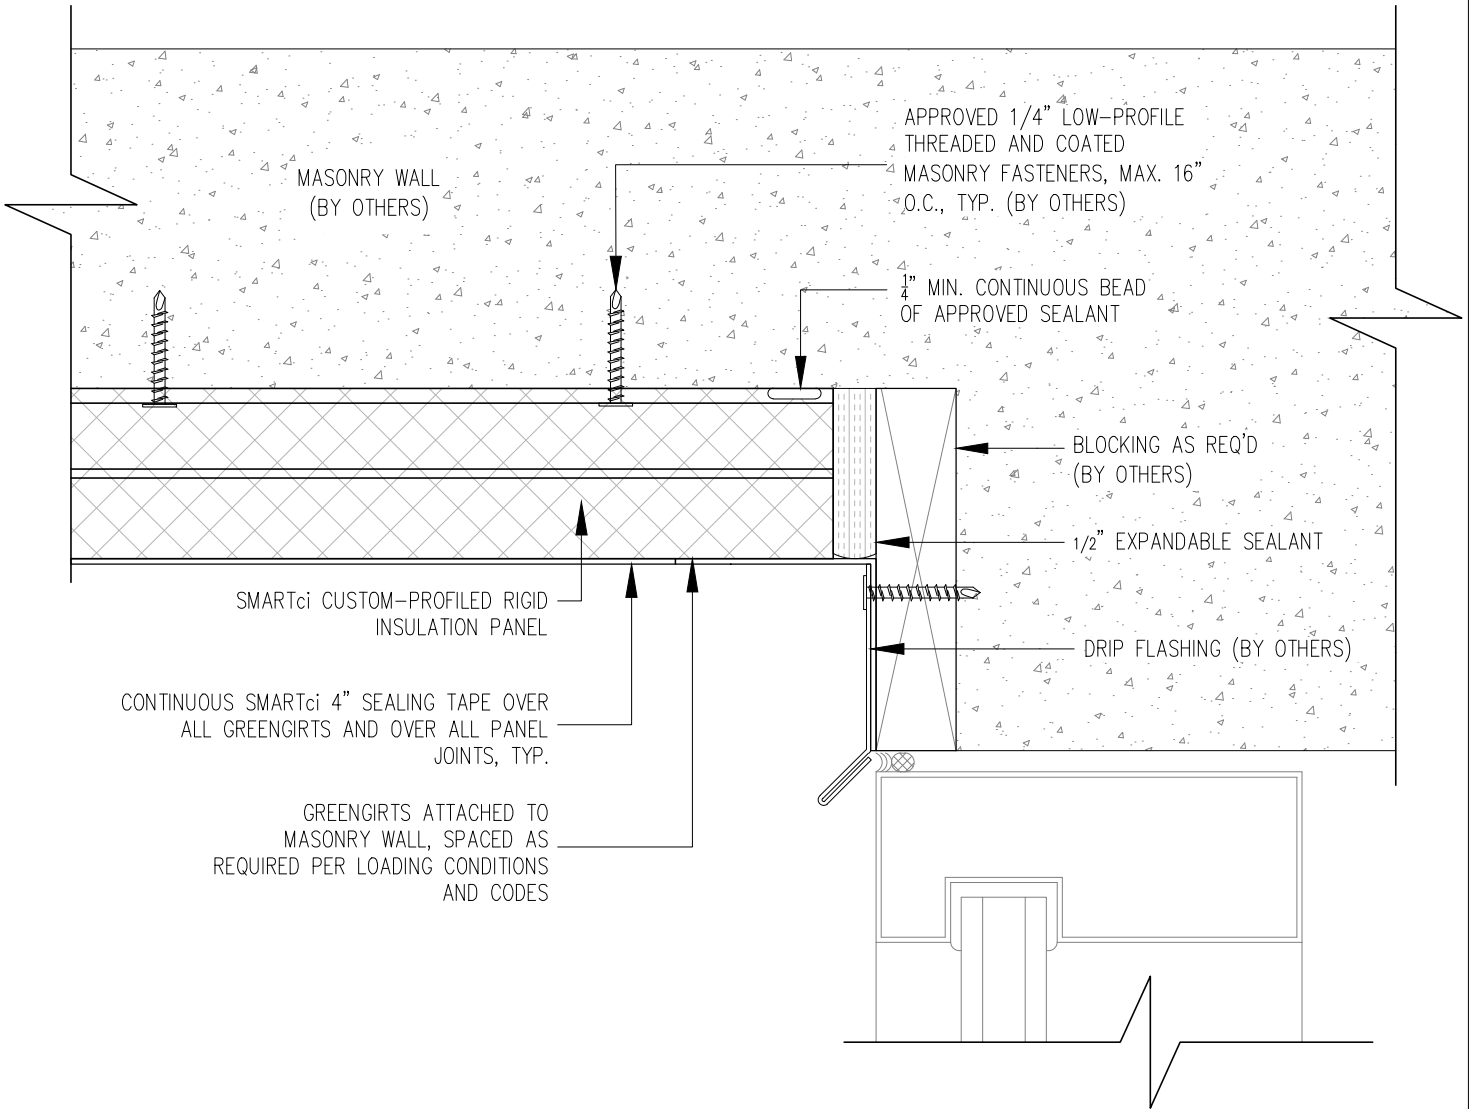 APPROVED 1/4" LOW-PROFILE
THREADED AND COATED
MASONRY FASTENERS, MAX. 16"
O.C., TYP. (BY OTHERS)
MASONRY WALL
(BY OTHERS)
1/4" MIN. CONTINUOUS BEAD
OF APPROVED SEALANT
BLOCKING AS REQ'D
(BY OTHERS)
1/2" EXPANDABLE SEALANT
SMARTci CUSTOM-PROFILED RIGID
INSULATION PANEL
DRIP FLASHING (BY OTHERS)
CONTINUOUS SMARTci 4" SEALING TAPE OVER
ALL GREENGIRTS AND OVER ALL PANEL
JOINTS, TYP.
GREENGIRTS ATTACHED TO
MASONRY WALL, SPACED AS
REQUIRED PER LOADING CONDITIONS
AND CODES